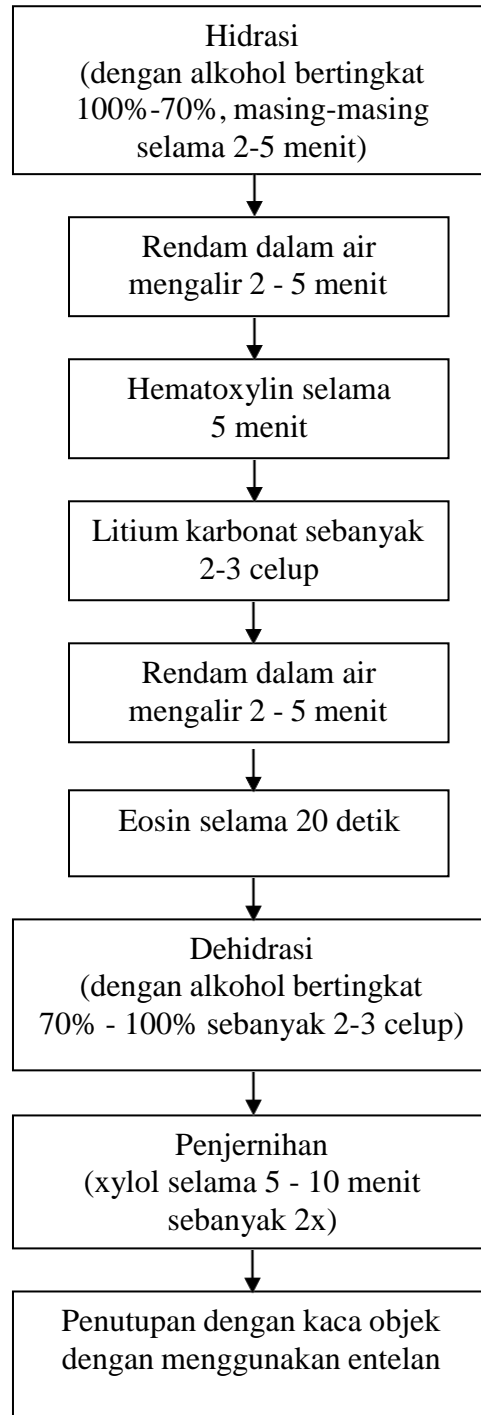 Hidrasi
(dengan alkohol bertingkat
100%-70%, masing-masing
selama 2-5 menit)
Rendam dalam air
mengalir 2 - 5 menit
Hematoxylin selama
5 menit
Litium karbonat sebanyak
2-3 celup
Rendam dalam air
mengalir 2 - 5 menit
Eosin selama 20 detik
Dehidrasi
(dengan alkohol bertingkat
70% - 100% sebanyak 2-3 celup)
Penjernihan
(xylol selama 5 - 10 menit
sebanyak 2x)
Penutupan dengan kaca objek
dengan menggunakan entelan